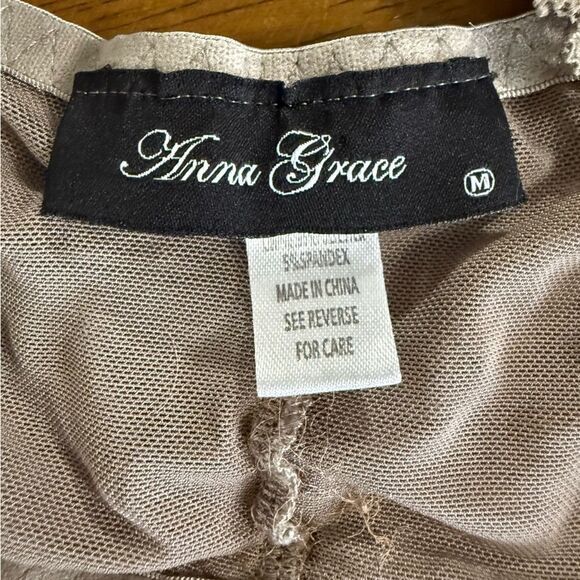 Anna Grace
M
5%SPANDEX
MADE IN CHINA
SEE REVERSE
FOR CARE